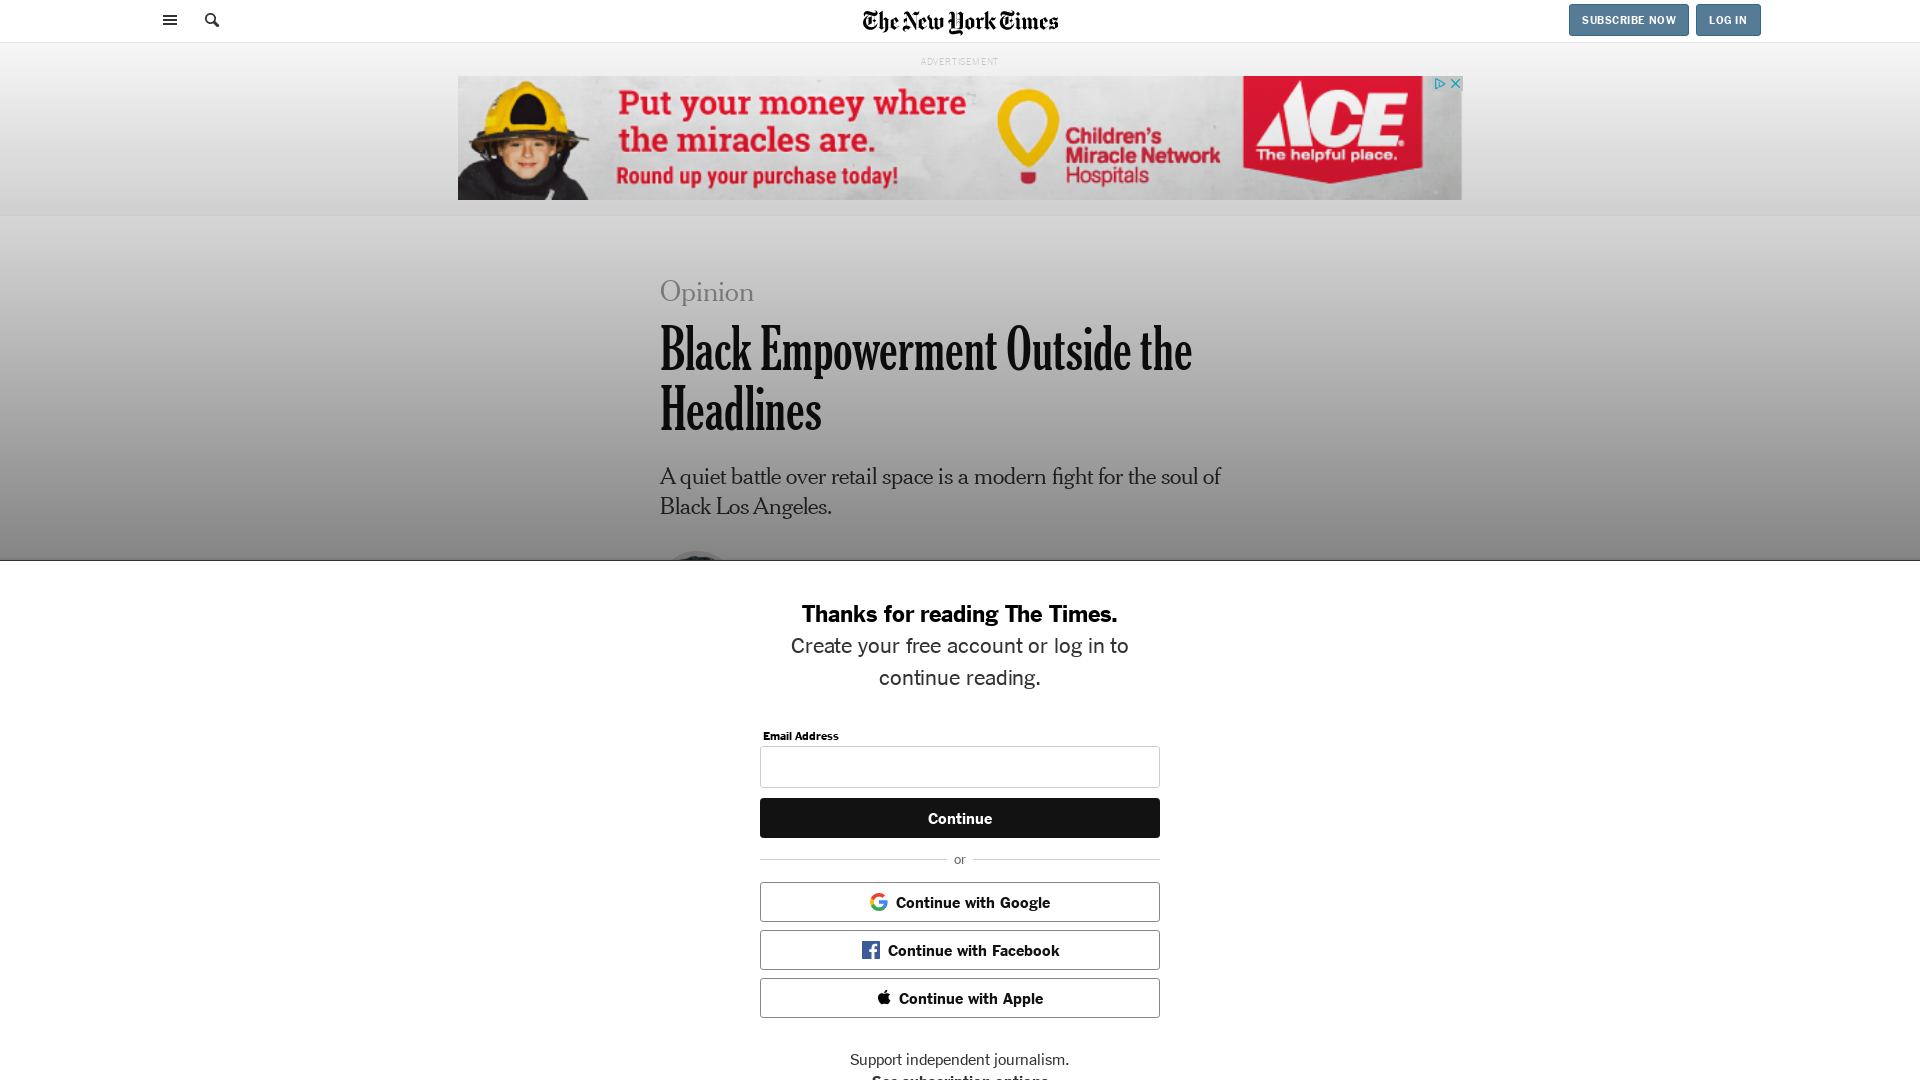 The New York Times
SUBSCRIBE NOW
LOG IN
ADVERTISEMENT
Put your money where
the miracles are.
Round up your purchase today!
Children's
Miracle Network
Hospitals
ACE
The helpful place.
Opinion
Black Empowerment Outside the
Headlines
A quiet battle over retail space is a modern fight for the soul of
Black Los Angeles.
Thanks for reading The Times.
Create your free account or log in to
continue reading.
Email Address
Continue
or
Continue with Google
Continue with Facebook
Continue with Apple
Support independent journalism.
See subscription options